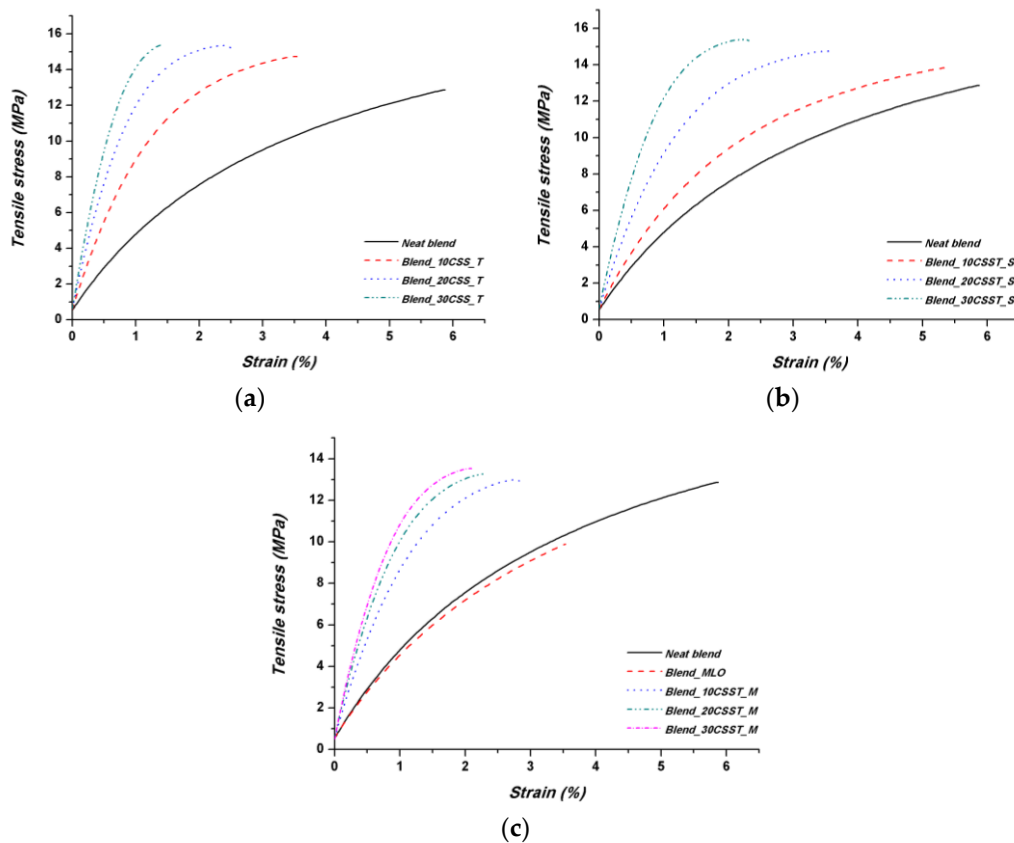 16
14
12
10
8
6
4
2
0
Tensile stress (MPa)
Neat blend
Blend_10CSS_T
Blend_20CSS_T
Blend_30CSS_T
0 1 2 3 4 5 6
Strain (%)
(a)
16
14
12
10
8
6
4
2
0
Tensile stress (MPa)
Neat blend
Blend_10CSST_S
Blend_20CSST_S
Blend_30CSST_S
0 1 2 3 4 5 6
Strain (%)
(b)
14
12
10
8
6
4
2
0
Tensile stress (MPa)
Neat blend
Blend_MLO
Blend_10CSST_M
Blend_20CSST_M
Blend_30CSST_M
0 1 2 3 4 5 6
Strain (%)
(c)